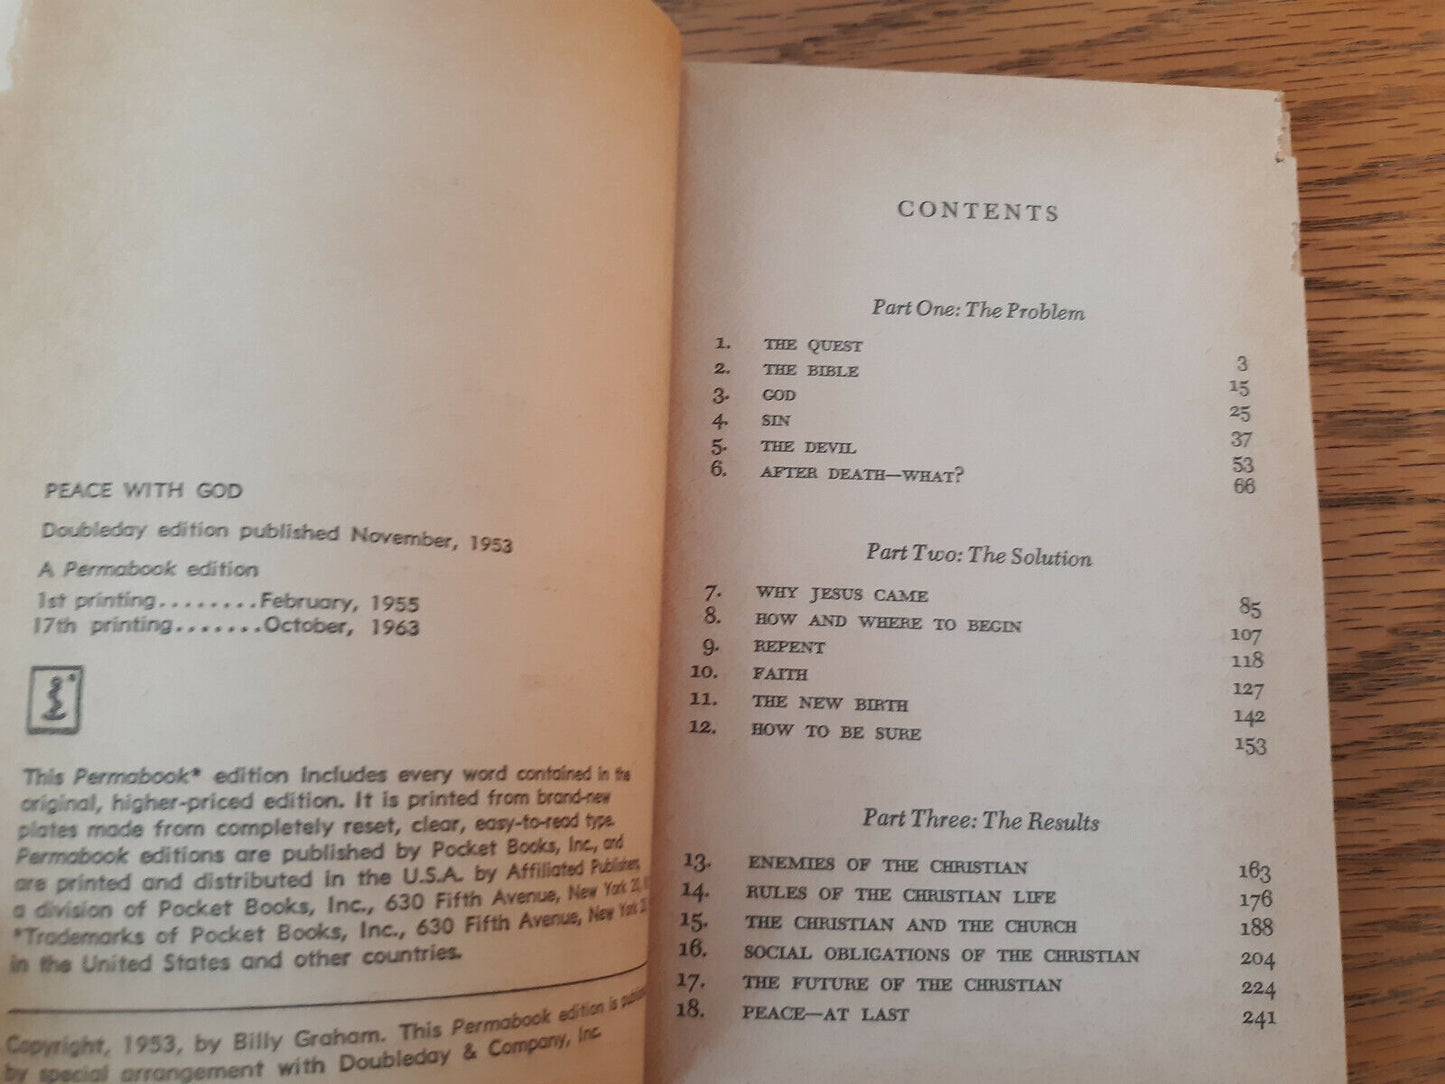 PEACE WITH GOD
Doubleday edition published November, 1953
A Permabook edition
1st printing........February, 1955
17th printing.......October, 1963
This Permabook* edition includes every word contained in the
original, higher-priced edition. It is printed from brand-new
plates made from completely reset, clear, easy-to-read type.
Permabook editions are published by Pocket Books, Inc., and
are printed and distributed in the U.S.A. by Affiliated Publishers,
a division of Pocket Books, Inc., 630 Fifth Avenue, New York 20,
*Trademarks of Pocket Books, Inc., 630 Fifth Avenue, New York
in the United States and other countries.
Copyright, 1953, by Billy Graham. This Permabook edition is
by special arrangement with Doubleday & Company, Inc.
CONTENTS
Part One: The Problem
1. THE QUEST 3
2. THE BIBLE 15
3. GOD 25
4. SIN 37
5. THE DEVIL 53
6. AFTER DEATH—WHAT? 66
Part Two: The Solution
7. WHY JESUS CAME 85
8. HOW AND WHERE TO BEGIN 107
9. REPENT 118
10. FAITH 127
11. THE NEW BIRTH 142
12. HOW TO BE SURE 153
Part Three: The Results
13. ENEMIES OF THE CHRISTIAN 163
14. RULES OF THE CHRISTIAN LIFE 176
15. THE CHRISTIAN AND THE CHURCH 188
16. SOCIAL OBLIGATIONS OF THE CHRISTIAN 204
17. THE FUTURE OF THE CHRISTIAN 224
18. PEACE—AT LAST 241